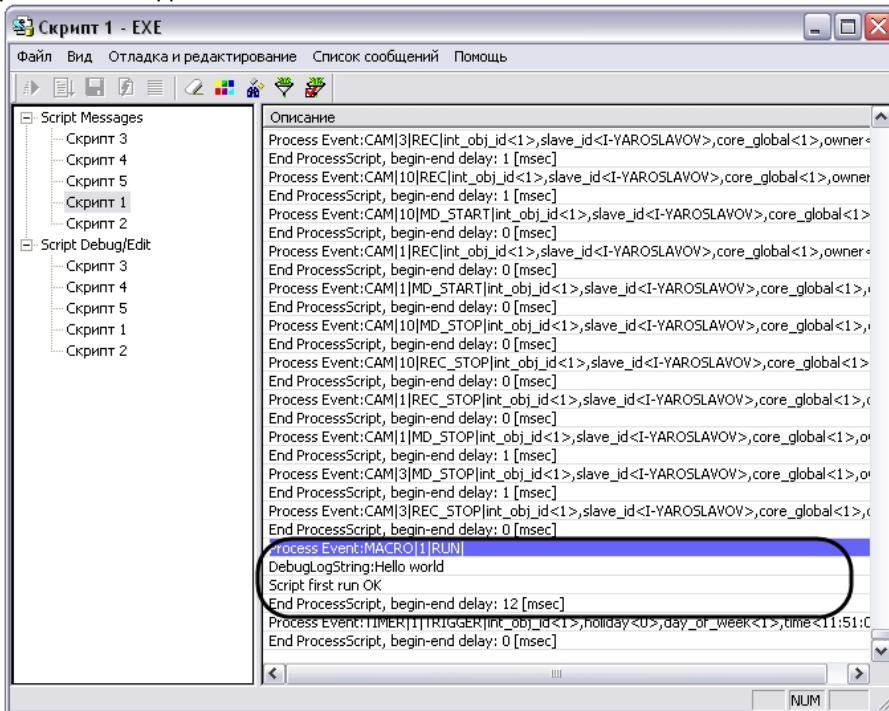 Скрипт 1 - EXE
Файл Вид Отладка и редактирование Список сообщений Помощь
Script Messages
Скрипт 3
Скрипт 4
Скрипт 5
Скрипт 1
Скрипт 2
Script Debug/Edit
Скрипт 3
Скрипт 4
Скрипт 5
Скрипт 1
Скрипт 2
Описание
Process Event:CAM|3|REC|int_obj_id<1>,slave_id<I-YAROSLAVOV>,core_global<1>,owner<
End ProcessScript, begin-end delay: 1 [msec]
Process Event:CAM|10|REC|int_obj_id<1>,slave_id<I-YAROSLAVOV>,core_global<1>,owner
End ProcessScript, begin-end delay: 1 [msec]
Process Event:CAM|10|MD_START|int_obj_id<1>,slave_id<I-YAROSLAVOV>,core_global<1>
End ProcessScript, begin-end delay: 0 [msec]
Process Event:CAM|1|REC|int_obj_id<1>,slave_id<I-YAROSLAVOV>,core_global<1>,owner<
End ProcessScript, begin-end delay: 0 [msec]
Process Event:CAM|1|MD_START|int_obj_id<1>,slave_id<I-YAROSLAVOV>,core_global<1>,
End ProcessScript, begin-end delay: 0 [msec]
Process Event:CAM|10|MD_STOP|int_obj_id<1>,slave_id<I-YAROSLAVOV>,core_global<1>,
End ProcessScript, begin-end delay: 0 [msec]
Process Event:CAM|10|REC_STOP|int_obj_id<1>,slave_id<I-YAROSLAVOV>,core_global<1>
End ProcessScript, begin-end delay: 0 [msec]
Process Event:CAM|1|REC_STOP|int_obj_id<1>,slave_id<I-YAROSLAVOV>,core_global<1>,
End ProcessScript, begin-end delay: 0 [msec]
Process Event:CAM|1|MD_STOP|int_obj_id<1>,slave_id<I-YAROSLAVOV>,core_global<1>,
End ProcessScript, begin-end delay: 1 [msec]
Process Event:CAM|3|MD_STOP|int_obj_id<1>,slave_id<I-YAROSLAVOV>,core_global<1>,
End ProcessScript, begin-end delay: 1 [msec]
Process Event:CAM|3|REC_STOP|int_obj_id<1>,slave_id<I-YAROSLAVOV>,core_global<1>,
End ProcessScript, begin-end delay: 0 [msec]
Process Event:MACRO|1|RUN|
DebugLogString:Hello world
Script first run OK
End ProcessScript, begin-end delay: 12 [msec]
Process Event:TIMER|1|TRIGGER|int_obj_id<1>,holiday<0>,day_of_week<1>,time<11:51:0
End ProcessScript, begin-end delay: 0 [msec]
NUM